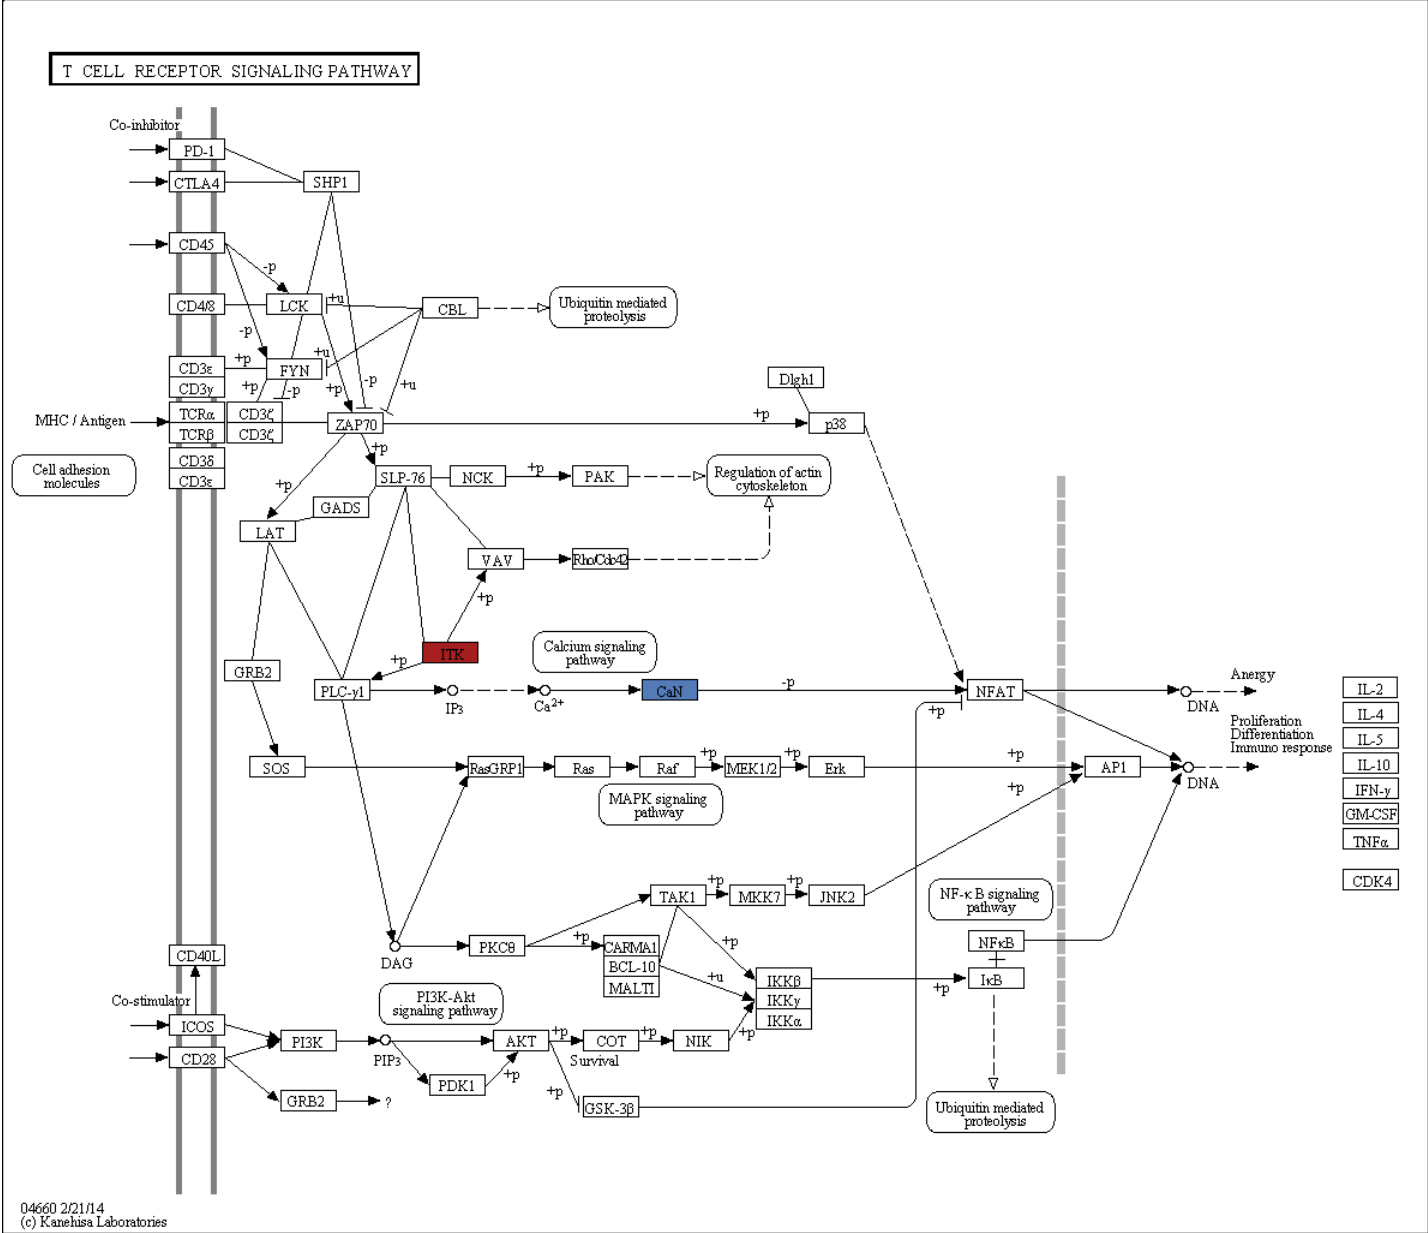 T CELL RECEPTOR SIGNALING PATHWAY
Co-inhibitor
PD-1
CTLA4
SHP1
CD45
-p
CD4/8
LCK
+u
CBL
Ubiquitin mediated
proteolysis
-p
+u
CD3ε
+p
FYN
CD3γ
+p
-p
+p
-p
+u
Dlgh1
MHC / Antigen
TCRα
CD3ζ
TCRβ
CD3ζ
ZAP70
+p
p38
+p
Cell adhesion
molecules
CD3δ
CD3ε
+p
SLP-76
NCK
+p
PAK
Regulation of actin
cytoskeleton
GADS
LAT
VAV
Rho/Cdc42
+p
ITK
Calcium signaling
pathway
+p
GRB2
PLC-γ1
IP3
Ca2+
CaN
-p
NFAT
+p
DNA
Anergy
Proliferation
Differentiation
Immuno response
IL-2
IL-4
IL-5
IL-10
IFN-γ
GM-CSF
TNFα
CDK4
SOS
RasGRP1
Ras
Raf
+p
MEK1/2
+p
Erk
+p
AP1
DNA
+p
MAPK signaling
pathway
TAK1
+p
MKK7
+p
JNK2
NF-κB signaling
pathway
DAG
PKCθ
+p
CARMA1
BCL-10
MALT1
+p
+u
IKKβ
IKKγ
IKKα
+p
NFκB
IκB
CD40L
Co-stimulator
ICOS
CD28
PI3K-Akt
signaling pathway
PI3K
PIP3
AKT
+p
COT
+p
NIK
+p
Survival
PDK1
+p
+p
GRB2
?
GSK-3β
Ubiquitin mediated
proteolysis
04660 2/21/14
(c) Kanehisa Laboratories